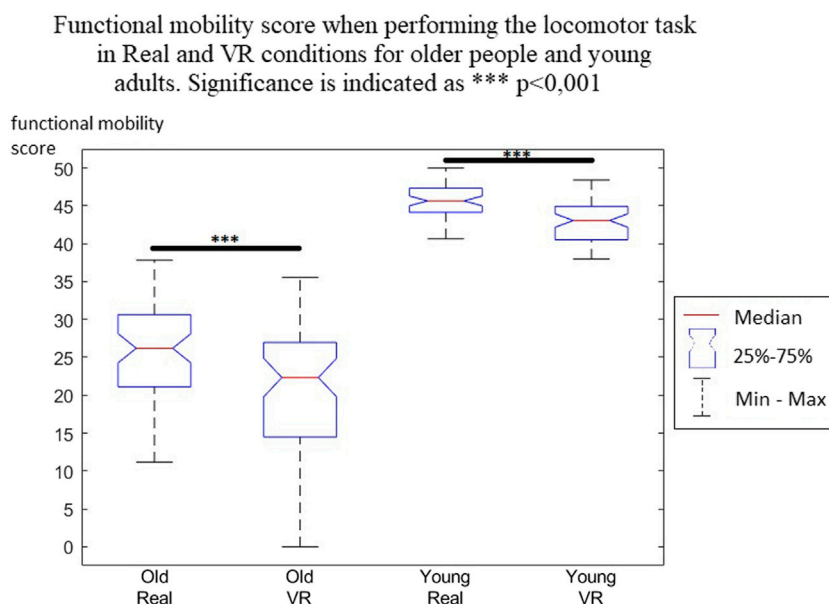 Functional mobility score when performing the locomotor task
in Real and VR conditions for older people and young
adults. Significance is indicated as *** p<0,001
functional mobility
score
50
45
40
35
30
25
20
15
10
5
0
***
***
Old
Real
Old
VR
Young
Real
Young
VR
Median
25%-75%
Min - Max